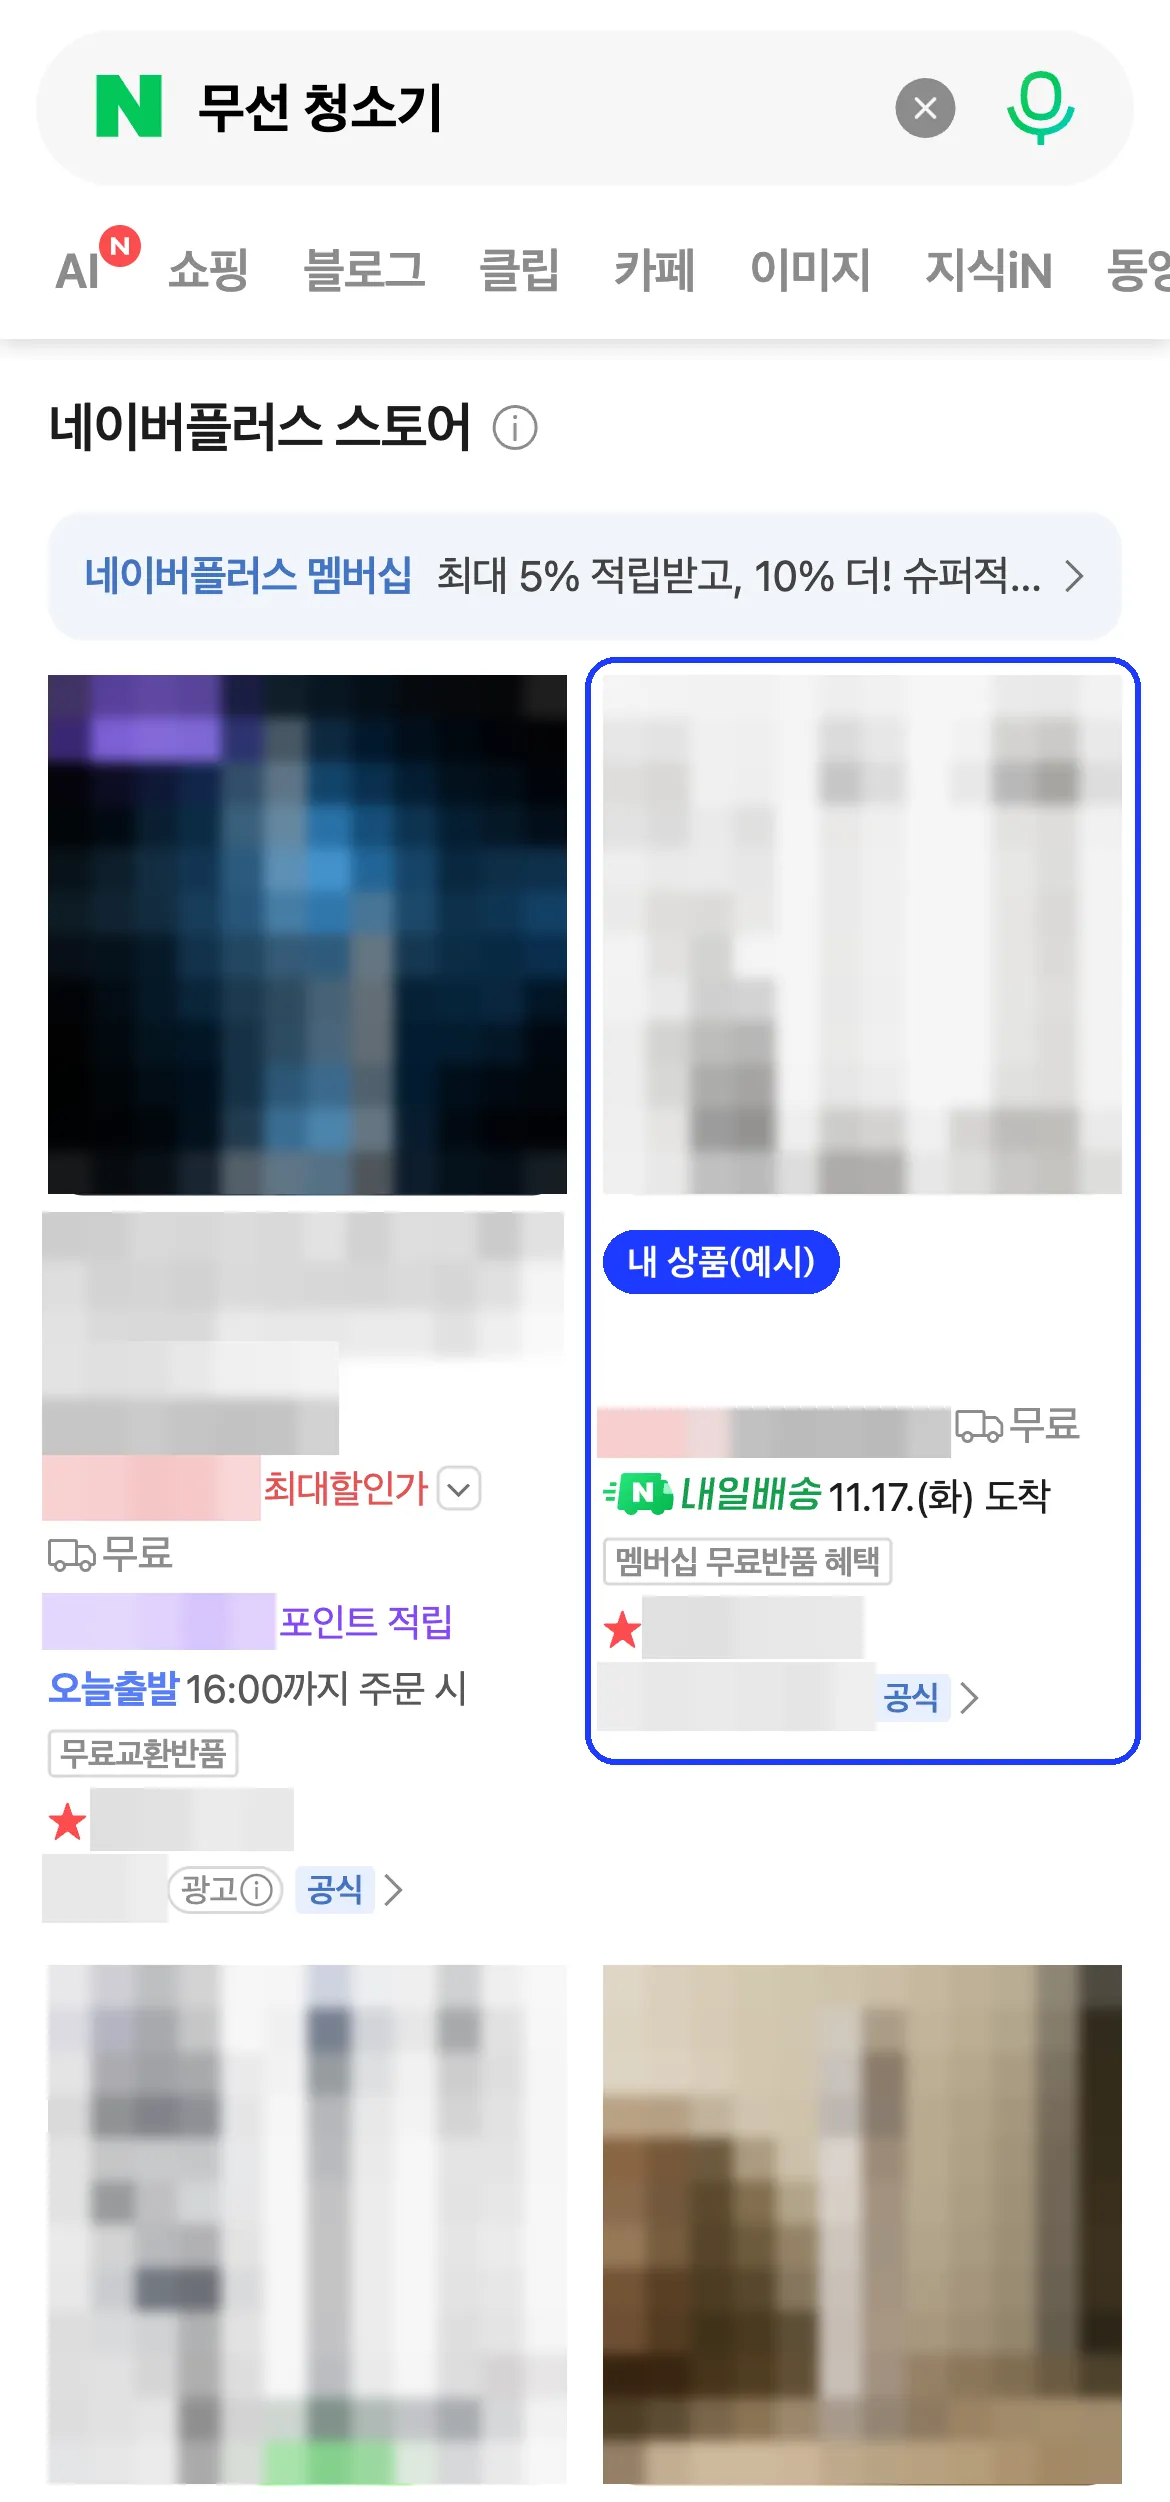 N 무선 청소기
AI N 쇼핑 블로그 클립 카페 이미지 지식iN
네이버플러스 스토어
네이버플러스 멤버십 최대 5% 적립받고, 10% 더! 슈퍼적...
최대할인가
무료
포인트 적립
오늘출발 16:00까지 주문 시
무료교환반품
광고 공식
내 상품(예시)
무료
N 내일배송 11.17.(화) 도착
멤버십 무료반품 혜택
공식